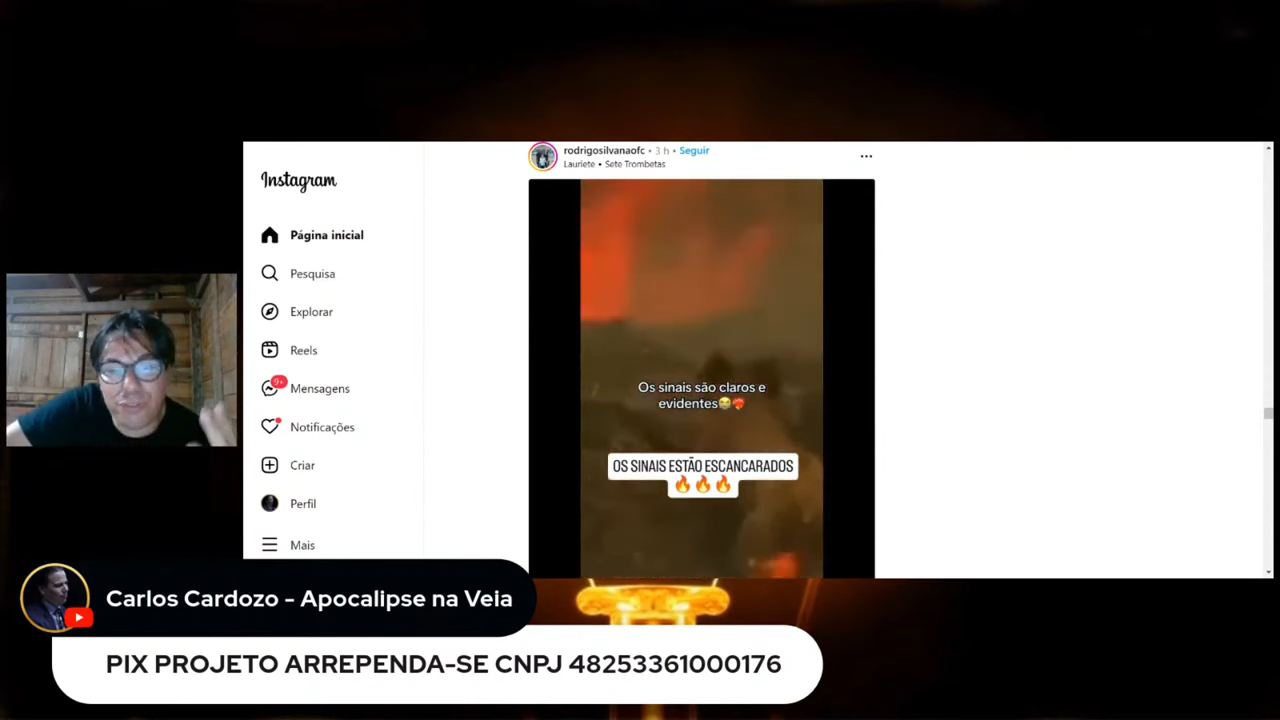 rodrigosilvanaofc • 3 h • Seguir
Lauriete • Sete Trombetas
Instagram
Página inicial
Pesquisa
Explorar
Reels
9+
Mensagens
Notificações
Criar
Perfil
Mais
Os sinais são claros e
evidentes😭❤️‍🔥
OS SINAIS ESTÃO ESCANCARADOS
🔥🔥🔥
Carlos Cardozo - Apocalipse na Veia
PIX PROJETO ARREPENDA-SE CNPJ 48253361000176